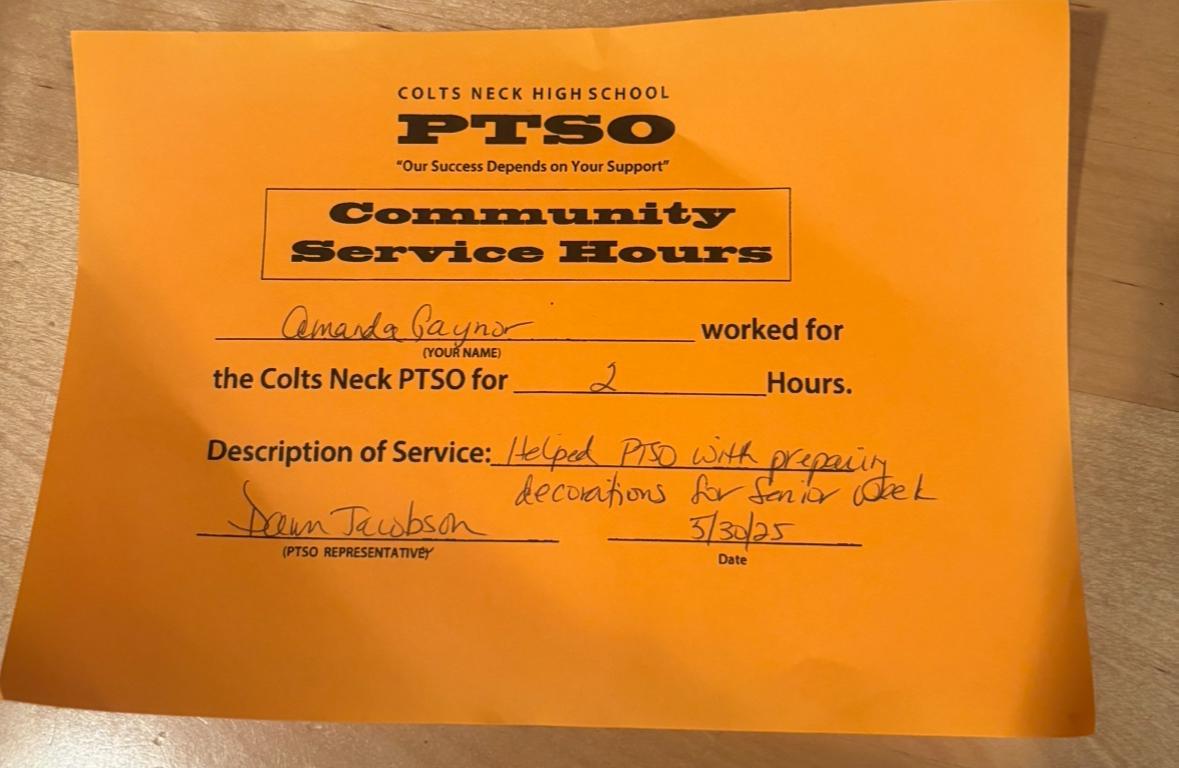 COLTS NECK HIGH SCHOOL
PTSO
“Our Success Depends on Your Support”
Community
Service Hours
Amanda Gaynor worked for
(YOUR NAME)
the Colts Neck PTSO for 2 Hours.
Description of Service: Helped PTSO with preparing
decorations for Senior Week
Dawn Jacobson 5/30/25
(PTSO REPRESENTATIVE) Date